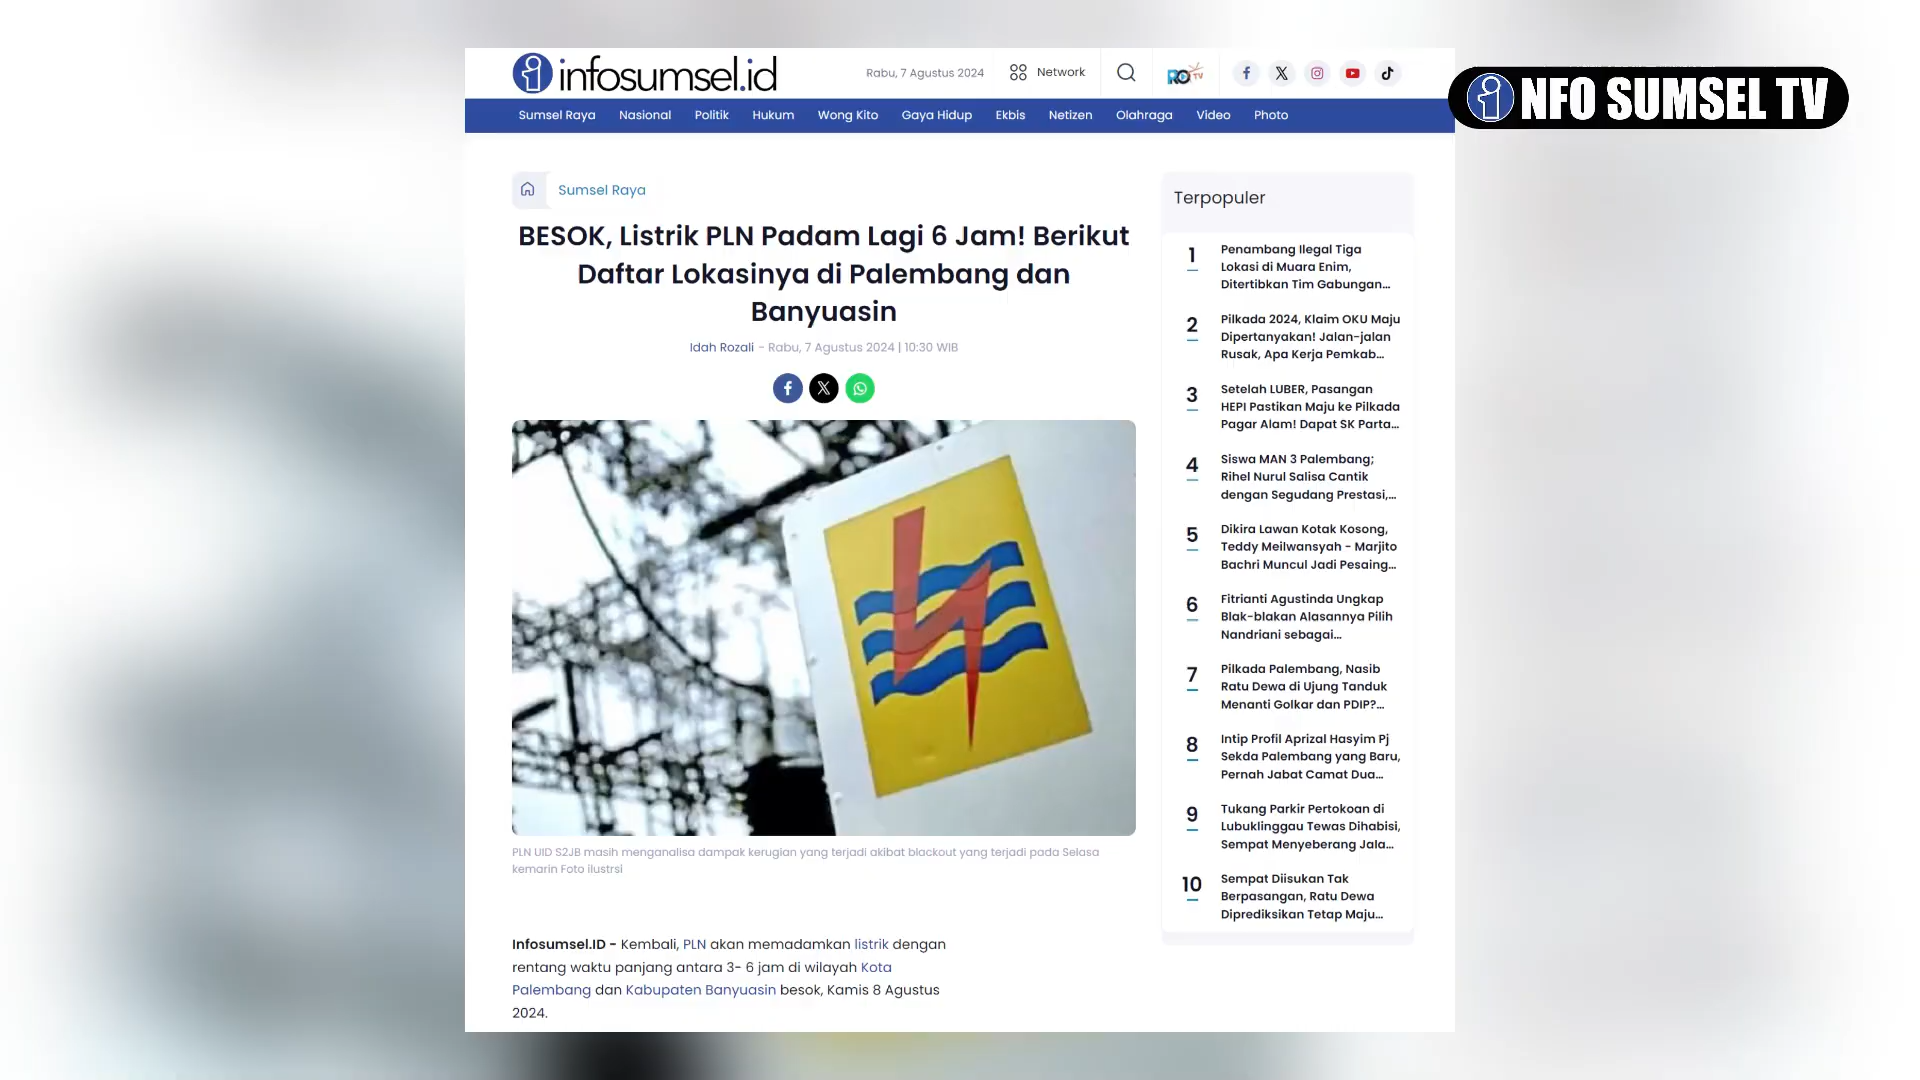 infosumsel.id
Rabu, 7 Agustus 2024
Network
RO TV
NFO SUMSEL TV
Sumsel Raya
Nasional
Politik
Hukum
Wong Kito
Gaya Hidup
Ekbis
Netizen
Olahraga
Video
Photo
Sumsel Raya
BESOK, Listrik PLN Padam Lagi 6 Jam! Berikut
Daftar Lokasinya di Palembang dan
Banyuasin
Idah Rozali - Rabu, 7 Agustus 2024 | 10:30 WIB
PLN UID S2JB masih menganalisa dampak kerugian yang terjadi akibat blackout yang terjadi pada Selasa
kemarin Foto ilustrsi
Infosumsel.ID - Kembali, PLN akan memadamkan listrik dengan
rentang waktu panjang antara 3- 6 jam di wilayah Kota
Palembang dan Kabupaten Banyuasin besok, Kamis 8 Agustus
2024.
Terpopuler
1
Penambang Ilegal Tiga
Lokasi di Muara Enim,
Ditertibkan Tim Gabungan...
2
Pilkada 2024, Klaim OKU Maju
Dipertanyakan! Jalan-jalan
Rusak, Apa Kerja Pemkab...
3
Setelah LUBER, Pasangan
HEPI Pastikan Maju ke Pilkada
Pagar Alam! Dapat SK Parta...
4
Siswa MAN 3 Palembang;
Rihel Nurul Salisa Cantik
dengan Segudang Prestasi,...
5
Dikira Lawan Kotak Kosong,
Teddy Meilwansyah - Marjito
Bachri Muncul Jadi Pesaing...
6
Fitrianti Agustinda Ungkap
Blak-blakan Alasannya Pilih
Nandriani sebagai...
7
Pilkada Palembang, Nasib
Ratu Dewa di Ujung Tanduk
Menanti Golkar dan PDIP?...
8
Intip Profil Aprizal Hasyim Pj
Sekda Palembang yang Baru,
Pernah Jabat Camat Dua...
9
Tukang Parkir Pertokoan di
Lubuklinggau Tewas Dihabisi,
Sempat Menyeberang Jala...
10
Sempat Diisukan Tak
Berpasangan, Ratu Dewa
Diprediksikan Tetap Maju...